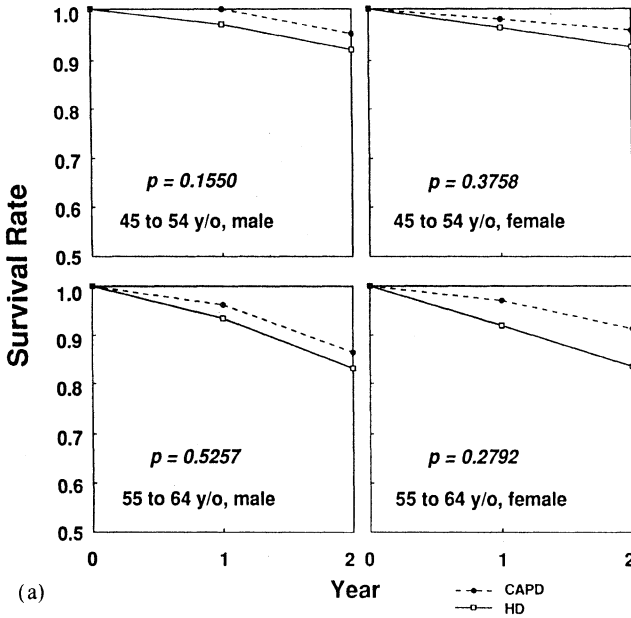 1.0
0.9
0.8
0.7
0.6
0.5
p = 0.1550
45 to 54 y/o, male
p = 0.3758
45 to 54 y/o, female
Survival Rate
1.0
0.9
0.8
0.7
0.6
0.5
p = 0.5257
55 to 64 y/o, male
p = 0.2792
55 to 64 y/o, female
0 1 2 0 1 2
(a)
Year
CAPD
HD